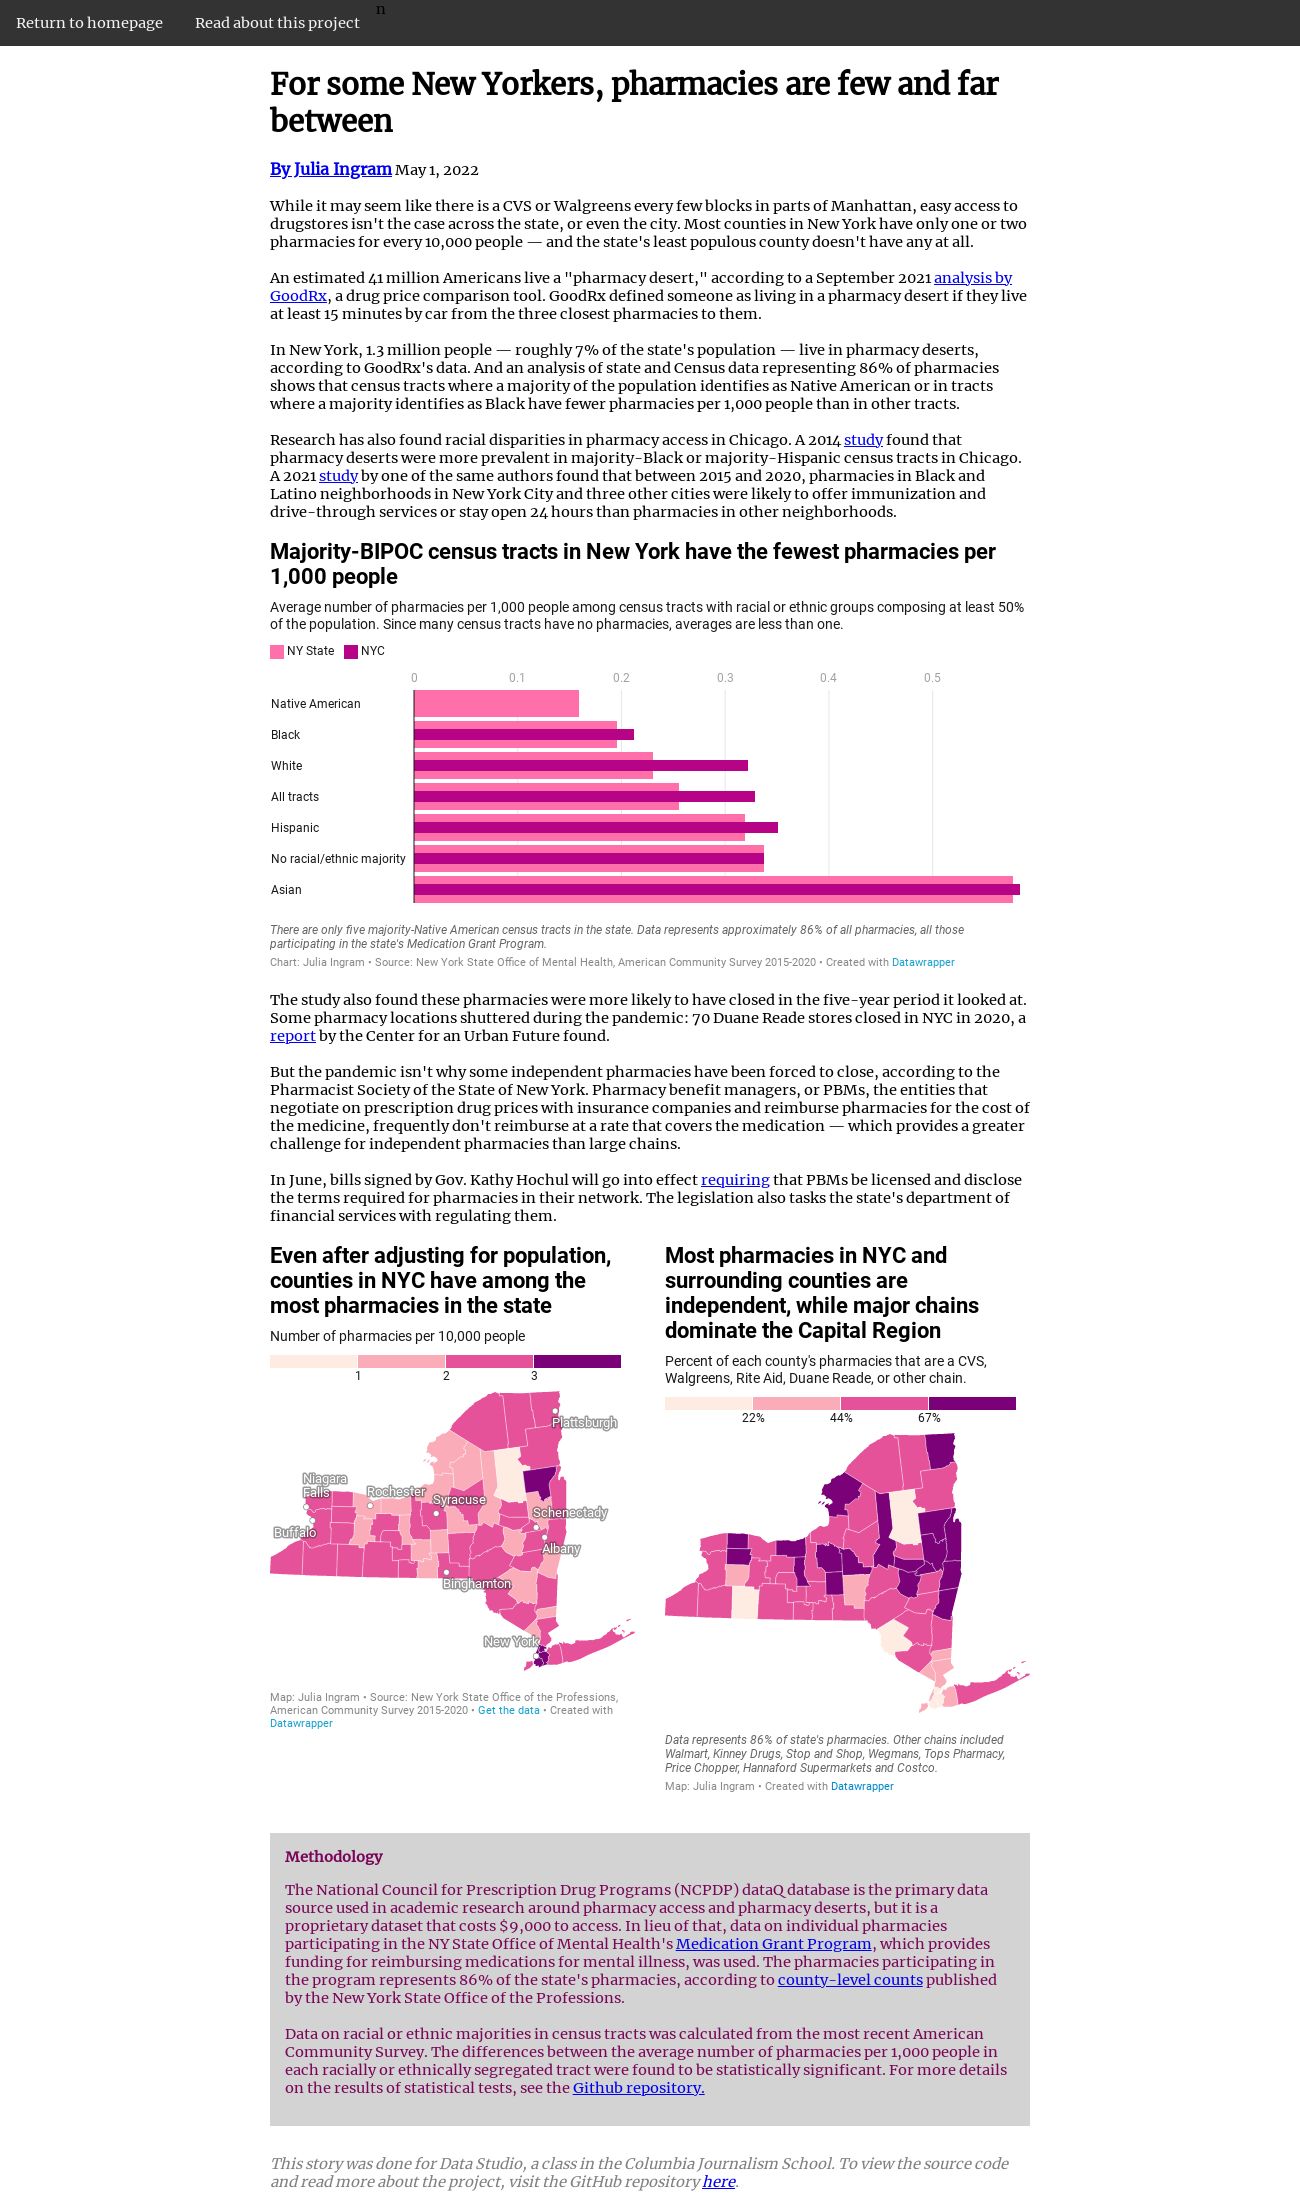 Return to homepage Read about this project n
For some New Yorkers, pharmacies are few and far
between
By Julia Ingram May 1, 2022
While it may seem like there is a CVS or Walgreens every few blocks in parts of Manhattan, easy access to
drugstores isn't the case across the state, or even the city. Most counties in New York have only one or two
pharmacies for every 10,000 people — and the state's least populous county doesn't have any at all.
An estimated 41 million Americans live a "pharmacy desert," according to a September 2021 analysis by
GoodRx, a drug price comparison tool. GoodRx defined someone as living in a pharmacy desert if they live
at least 15 minutes by car from the three closest pharmacies to them.
In New York, 1.3 million people — roughly 7% of the state's population — live in pharmacy deserts,
according to GoodRx's data. And an analysis of state and Census data representing 86% of pharmacies
shows that census tracts where a majority of the population identifies as Native American or in tracts
where a majority identifies as Black have fewer pharmacies per 1,000 people than in other tracts.
Research has also found racial disparities in pharmacy access in Chicago. A 2014 study found that
pharmacy deserts were more prevalent in majority-Black or majority-Hispanic census tracts in Chicago.
A 2021 study by one of the same authors found that between 2015 and 2020, pharmacies in Black and
Latino neighborhoods in New York City and three other cities were likely to offer immunization and
drive-through services or stay open 24 hours than pharmacies in other neighborhoods.
Majority-BIPOC census tracts in New York have the fewest pharmacies per
1,000 people
Average number of pharmacies per 1,000 people among census tracts with racial or ethnic groups composing at least 50%
of the population. Since many census tracts have no pharmacies, averages are less than one.
NY State NYC
0 0.1 0.2 0.3 0.4 0.5
Native American
Black
White
All tracts
Hispanic
No racial/ethnic majority
Asian
There are only five majority-Native American census tracts in the state. Data represents approximately 86% of all pharmacies, all those
participating in the state's Medication Grant Program.
Chart: Julia Ingram • Source: New York State Office of Mental Health, American Community Survey 2015-2020 • Created with Datawrapper
The study also found these pharmacies were more likely to have closed in the five-year period it looked at.
Some pharmacy locations shuttered during the pandemic: 70 Duane Reade stores closed in NYC in 2020, a
report by the Center for an Urban Future found.
But the pandemic isn't why some independent pharmacies have been forced to close, according to the
Pharmacist Society of the State of New York. Pharmacy benefit managers, or PBMs, the entities that
negotiate on prescription drug prices with insurance companies and reimburse pharmacies for the cost of
the medicine, frequently don't reimburse at a rate that covers the medication — which provides a greater
challenge for independent pharmacies than large chains.
In June, bills signed by Gov. Kathy Hochul will go into effect requiring that PBMs be licensed and disclose
the terms required for pharmacies in their network. The legislation also tasks the state's department of
financial services with regulating them.
Even after adjusting for population,
counties in NYC have among the
most pharmacies in the state
Number of pharmacies per 10,000 people
1 2 3
Plattsburgh
Niagara
Falls
Rochester
Syracuse
Schenectady
Buffalo
Albany
Binghamton
New York
Map: Julia Ingram • Source: New York State Office of the Professions,
American Community Survey 2015-2020 • Get the data • Created with
Datawrapper
Most pharmacies in NYC and
surrounding counties are
independent, while major chains
dominate the Capital Region
Percent of each county's pharmacies that are a CVS,
Walgreens, Rite Aid, Duane Reade, or other chain.
22% 44% 67%
Data represents 86% of state's pharmacies. Other chains included
Walmart, Kinney Drugs, Stop and Shop, Wegmans, Tops Pharmacy,
Price Chopper, Hannaford Supermarkets and Costco.
Map: Julia Ingram • Created with Datawrapper
Methodology
The National Council for Prescription Drug Programs (NCPDP) dataQ database is the primary data
source used in academic research around pharmacy access and pharmacy deserts, but it is a
proprietary dataset that costs $9,000 to access. In lieu of that, data on individual pharmacies
participating in the NY State Office of Mental Health's Medication Grant Program, which provides
funding for reimbursing medications for mental illness, was used. The pharmacies participating in
the program represents 86% of the state's pharmacies, according to county-level counts published
by the New York State Office of the Professions.
Data on racial or ethnic majorities in census tracts was calculated from the most recent American
Community Survey. The differences between the average number of pharmacies per 1,000 people in
each racially or ethnically segregated tract were found to be statistically significant. For more details
on the results of statistical tests, see the Github repository.
This story was done for Data Studio, a class in the Columbia Journalism School. To view the source code
and read more about the project, visit the GitHub repository here.